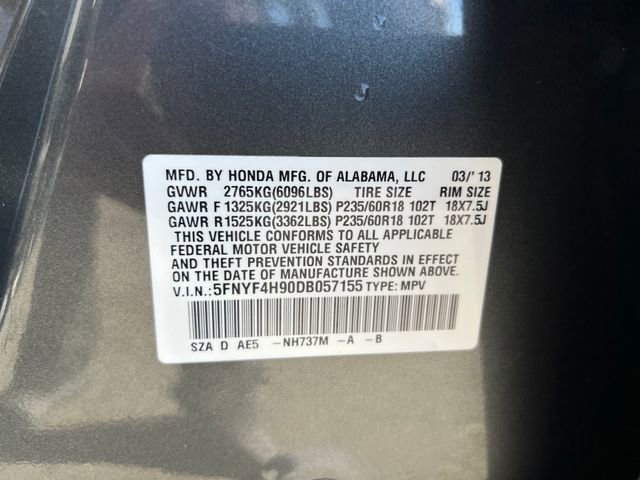 MFD. BY HONDA MFG. OF ALABAMA, LLC 03/'13
GVWR 2765KG(6096LBS) TIRE SIZE RIM SIZE
GAWR F 1325KG(2921LBS) P235/60R18 102T 18X7.5J
GAWR R1525KG(3362LBS) P235/60R18 102T 18X7.5J
THIS VEHICLE CONFORMS TO ALL APPLICABLE
FEDERAL MOTOR VEHICLE SAFETY
AND THEFT PREVENTION STANDARDS IN EFFECT
ON THE DATE OF MANUFACTURE SHOWN ABOVE.
V.I.N.:5FNYF4H90DB057155 TYPE: MPV
SZA D AE5 -NH737M -A -B